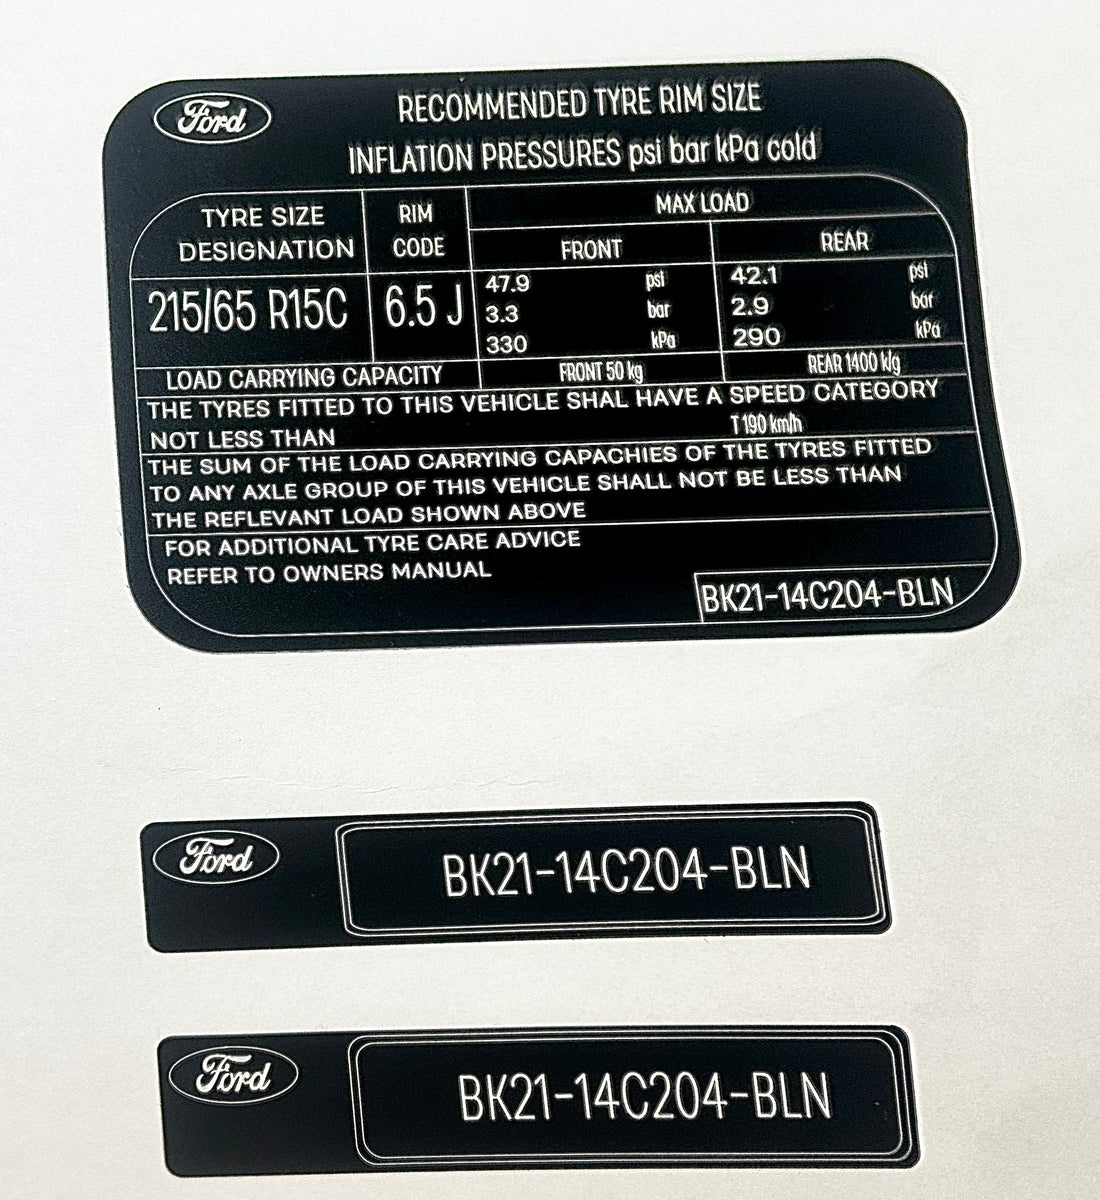 Ford
RECOMMENDED TYRE RIM SIZE
INFLATION PRESSURES psi bar kPa cold
TYRE SIZE DESIGNATION
RIM CODE
MAX LOAD
FRONT
REAR
215/65 R15C
6.5 J
47.9 psi
3.3 bar
330 kPa
42.1 psi
2.9 bar
290 kPa
LOAD CARRYING CAPACITY FRONT 50 kg REAR 1400 k/g
THE TYRES FITTED TO THIS VEHICLE SHAL HAVE A SPEED CATEGORY
NOT LESS THAN T 190 km/h
THE SUM OF THE LOAD CARRYING CAPACHIES OF THE TYRES FITTED
TO ANY AXLE GROUP OF THIS VEHICLE SHALL NOT BE LESS THAN
THE REFLEVANT LOAD SHOWN ABOVE
FOR ADDITIONAL TYRE CARE ADVICE
REFER TO OWNERS MANUAL
BK21-14C204-BLN
Ford
BK21-14C204-BLN
Ford
BK21-14C204-BLN